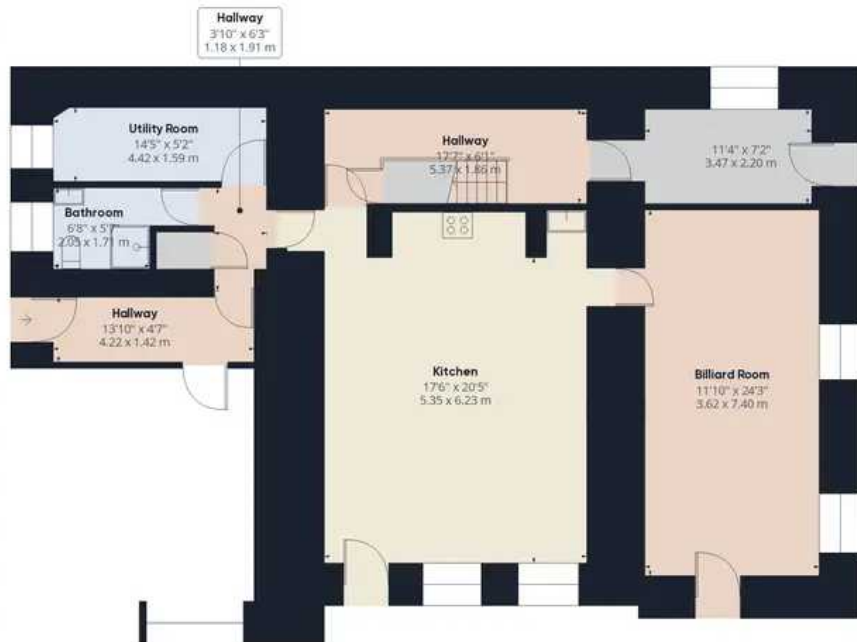 Hallway
3'10" x 6'3"
1.18 x 1.91 m
Utility Room
14'5" x 5'2"
4.42 x 1.59 m
Hallway
17'7" x 6'1"
5.37 x 1.86 m
11'4" x 7'2"
3.47 x 2.20 m
Bathroom
6'8" x 5'7"
2.05 x 1.71 m
Hallway
13'10" x 4'7"
4.22 x 1.42 m
Kitchen
17'6" x 20'5"
5.35 x 6.23 m
Billiard Room
11'10" x 24'3"
3.62 x 7.40 m